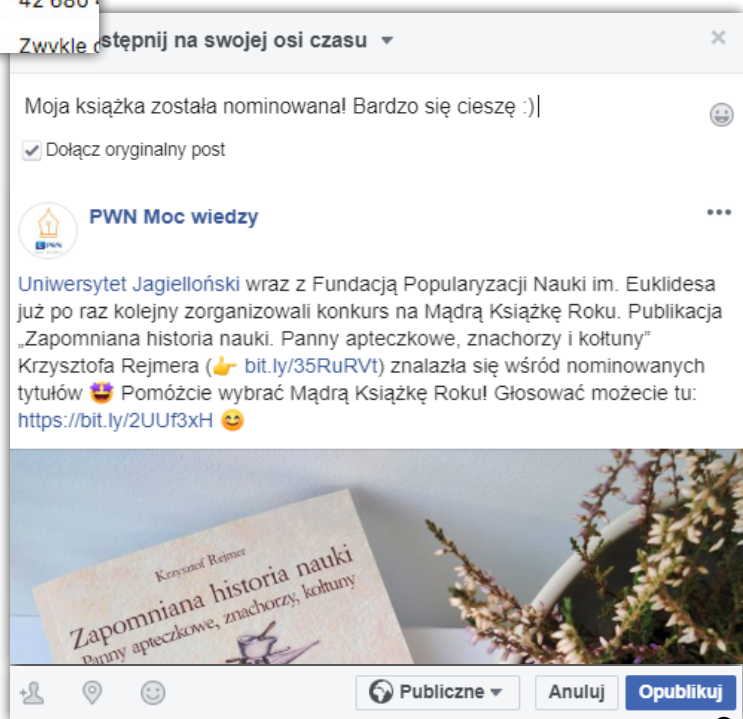 42 680
Zwykle
stępnij na swojej osi czasu
Moja książka została nominowana! Bardzo się cieszę :)
Dołącz oryginalny post
PWN
PWN Moc wiedzy
Uniwersytet Jagielloński wraz z Fundacją Popularyzacji Nauki im. Euklidesa
już po raz kolejny zorganizowali konkurs na Mądrą Książkę Roku. Publikacja
„Zapomniana historia nauki. Panny apteczkowe, znachorzy i kołtuny”
Krzysztofa Rejmera (👉 bit.ly/35RuRVt) znalazła się wśród nominowanych
tytułów 🤩 Pomóżcie wybrać Mądrą Książkę Roku! Głosować możecie tu:
https://bit.ly/2UUf3xH 😊
Krzysztof Rejmer
Zapomniana historia nauki
Panny apteczkowe, znachorzy, kołtuny
Publiczne
Anuluj
Opublikuj